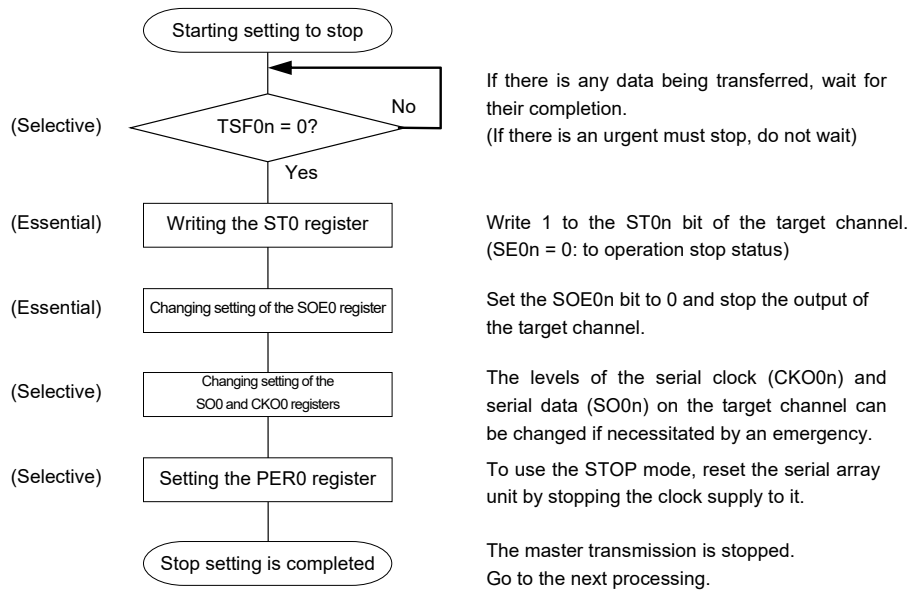 Starting setting to stop
No
If there is any data being transferred, wait for
their completion.
(If there is an urgent must stop, do not wait)
(Selective)
TSF0n = 0?
Yes
(Essential)
Writing the ST0 register
Write 1 to the ST0n bit of the target channel.
(SE0n = 0: to operation stop status)
(Essential)
Changing setting of the SOE0 register
Set the SOE0n bit to 0 and stop the output of
the target channel.
(Selective)
Changing setting of the
SO0 and CKO0 registers
The levels of the serial clock (CKO0n) and
serial data (SO0n) on the target channel can
be changed if necessitated by an emergency.
(Selective)
Setting the PER0 register
To use the STOP mode, reset the serial array
unit by stopping the clock supply to it.
Stop setting is completed
The master transmission is stopped.
Go to the next processing.